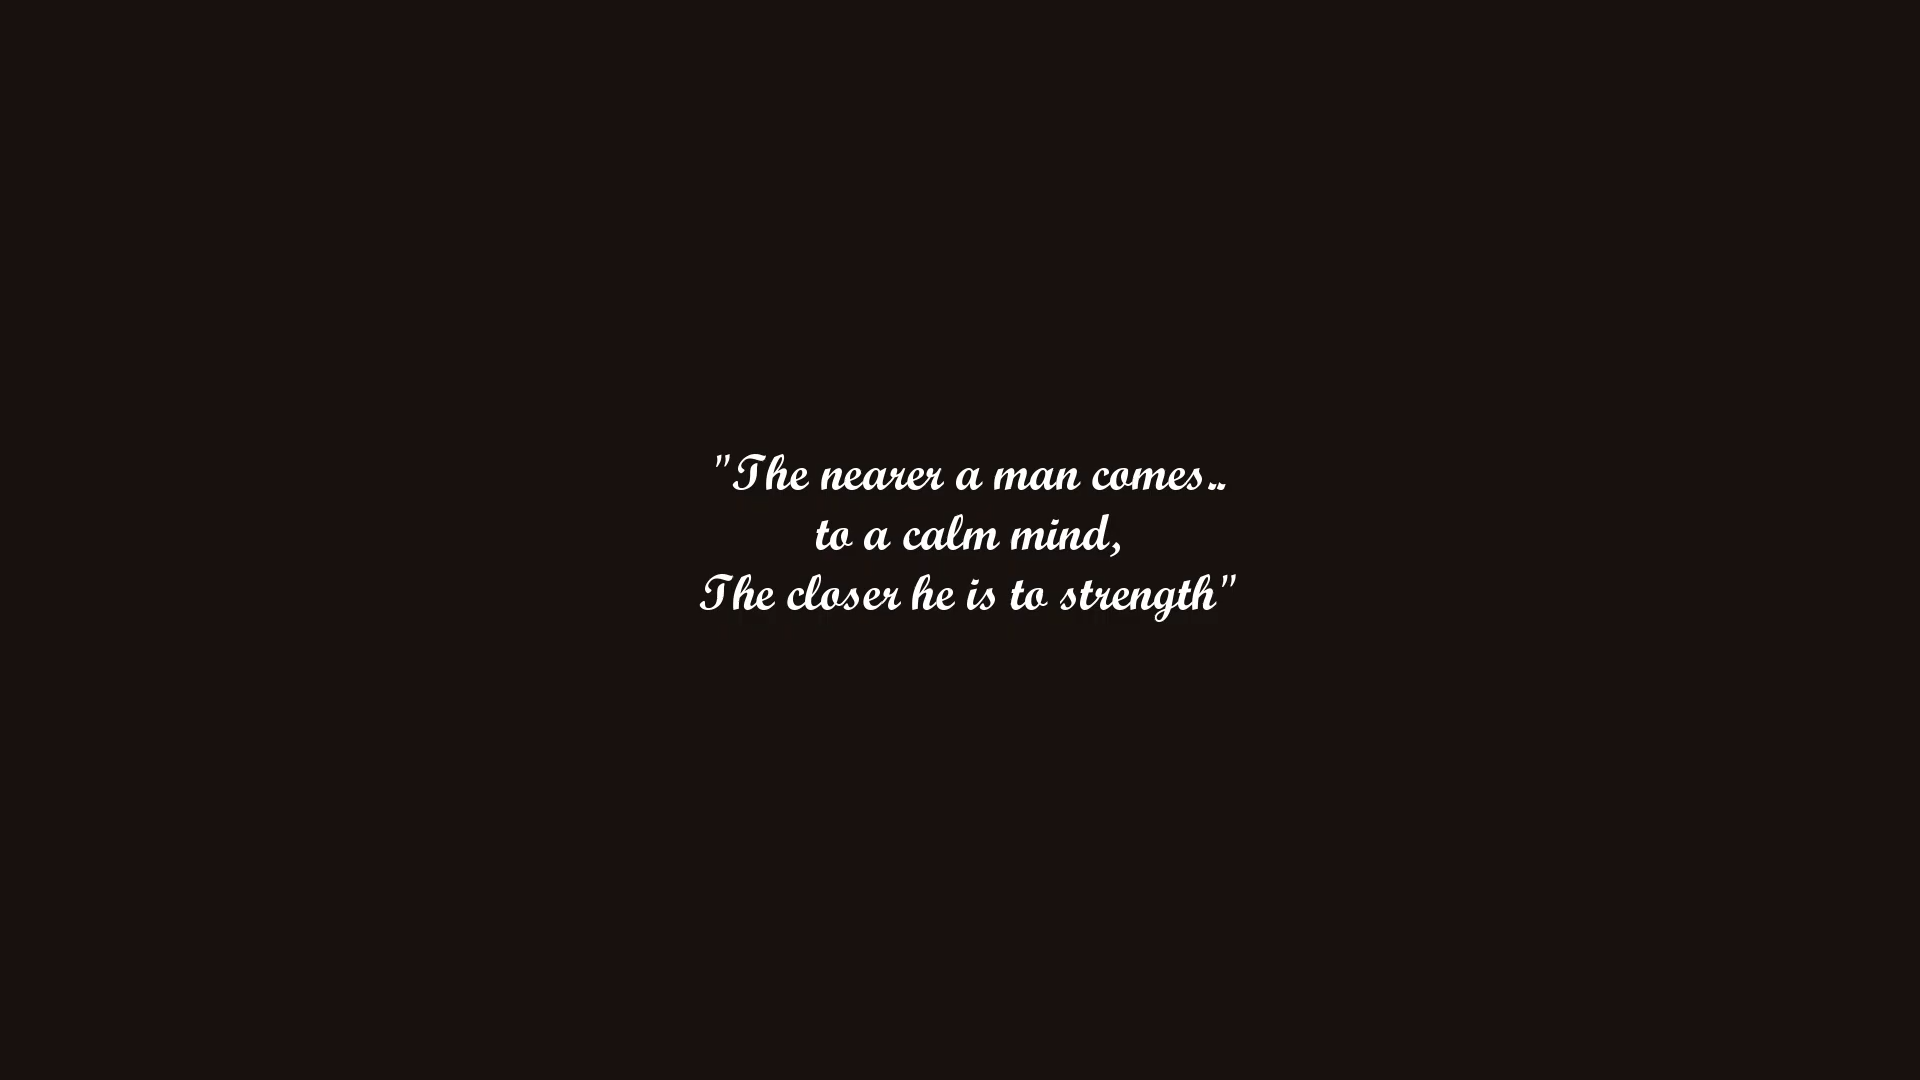 "The nearer a man comes..
to a calm mind,
The closer he is to strength"